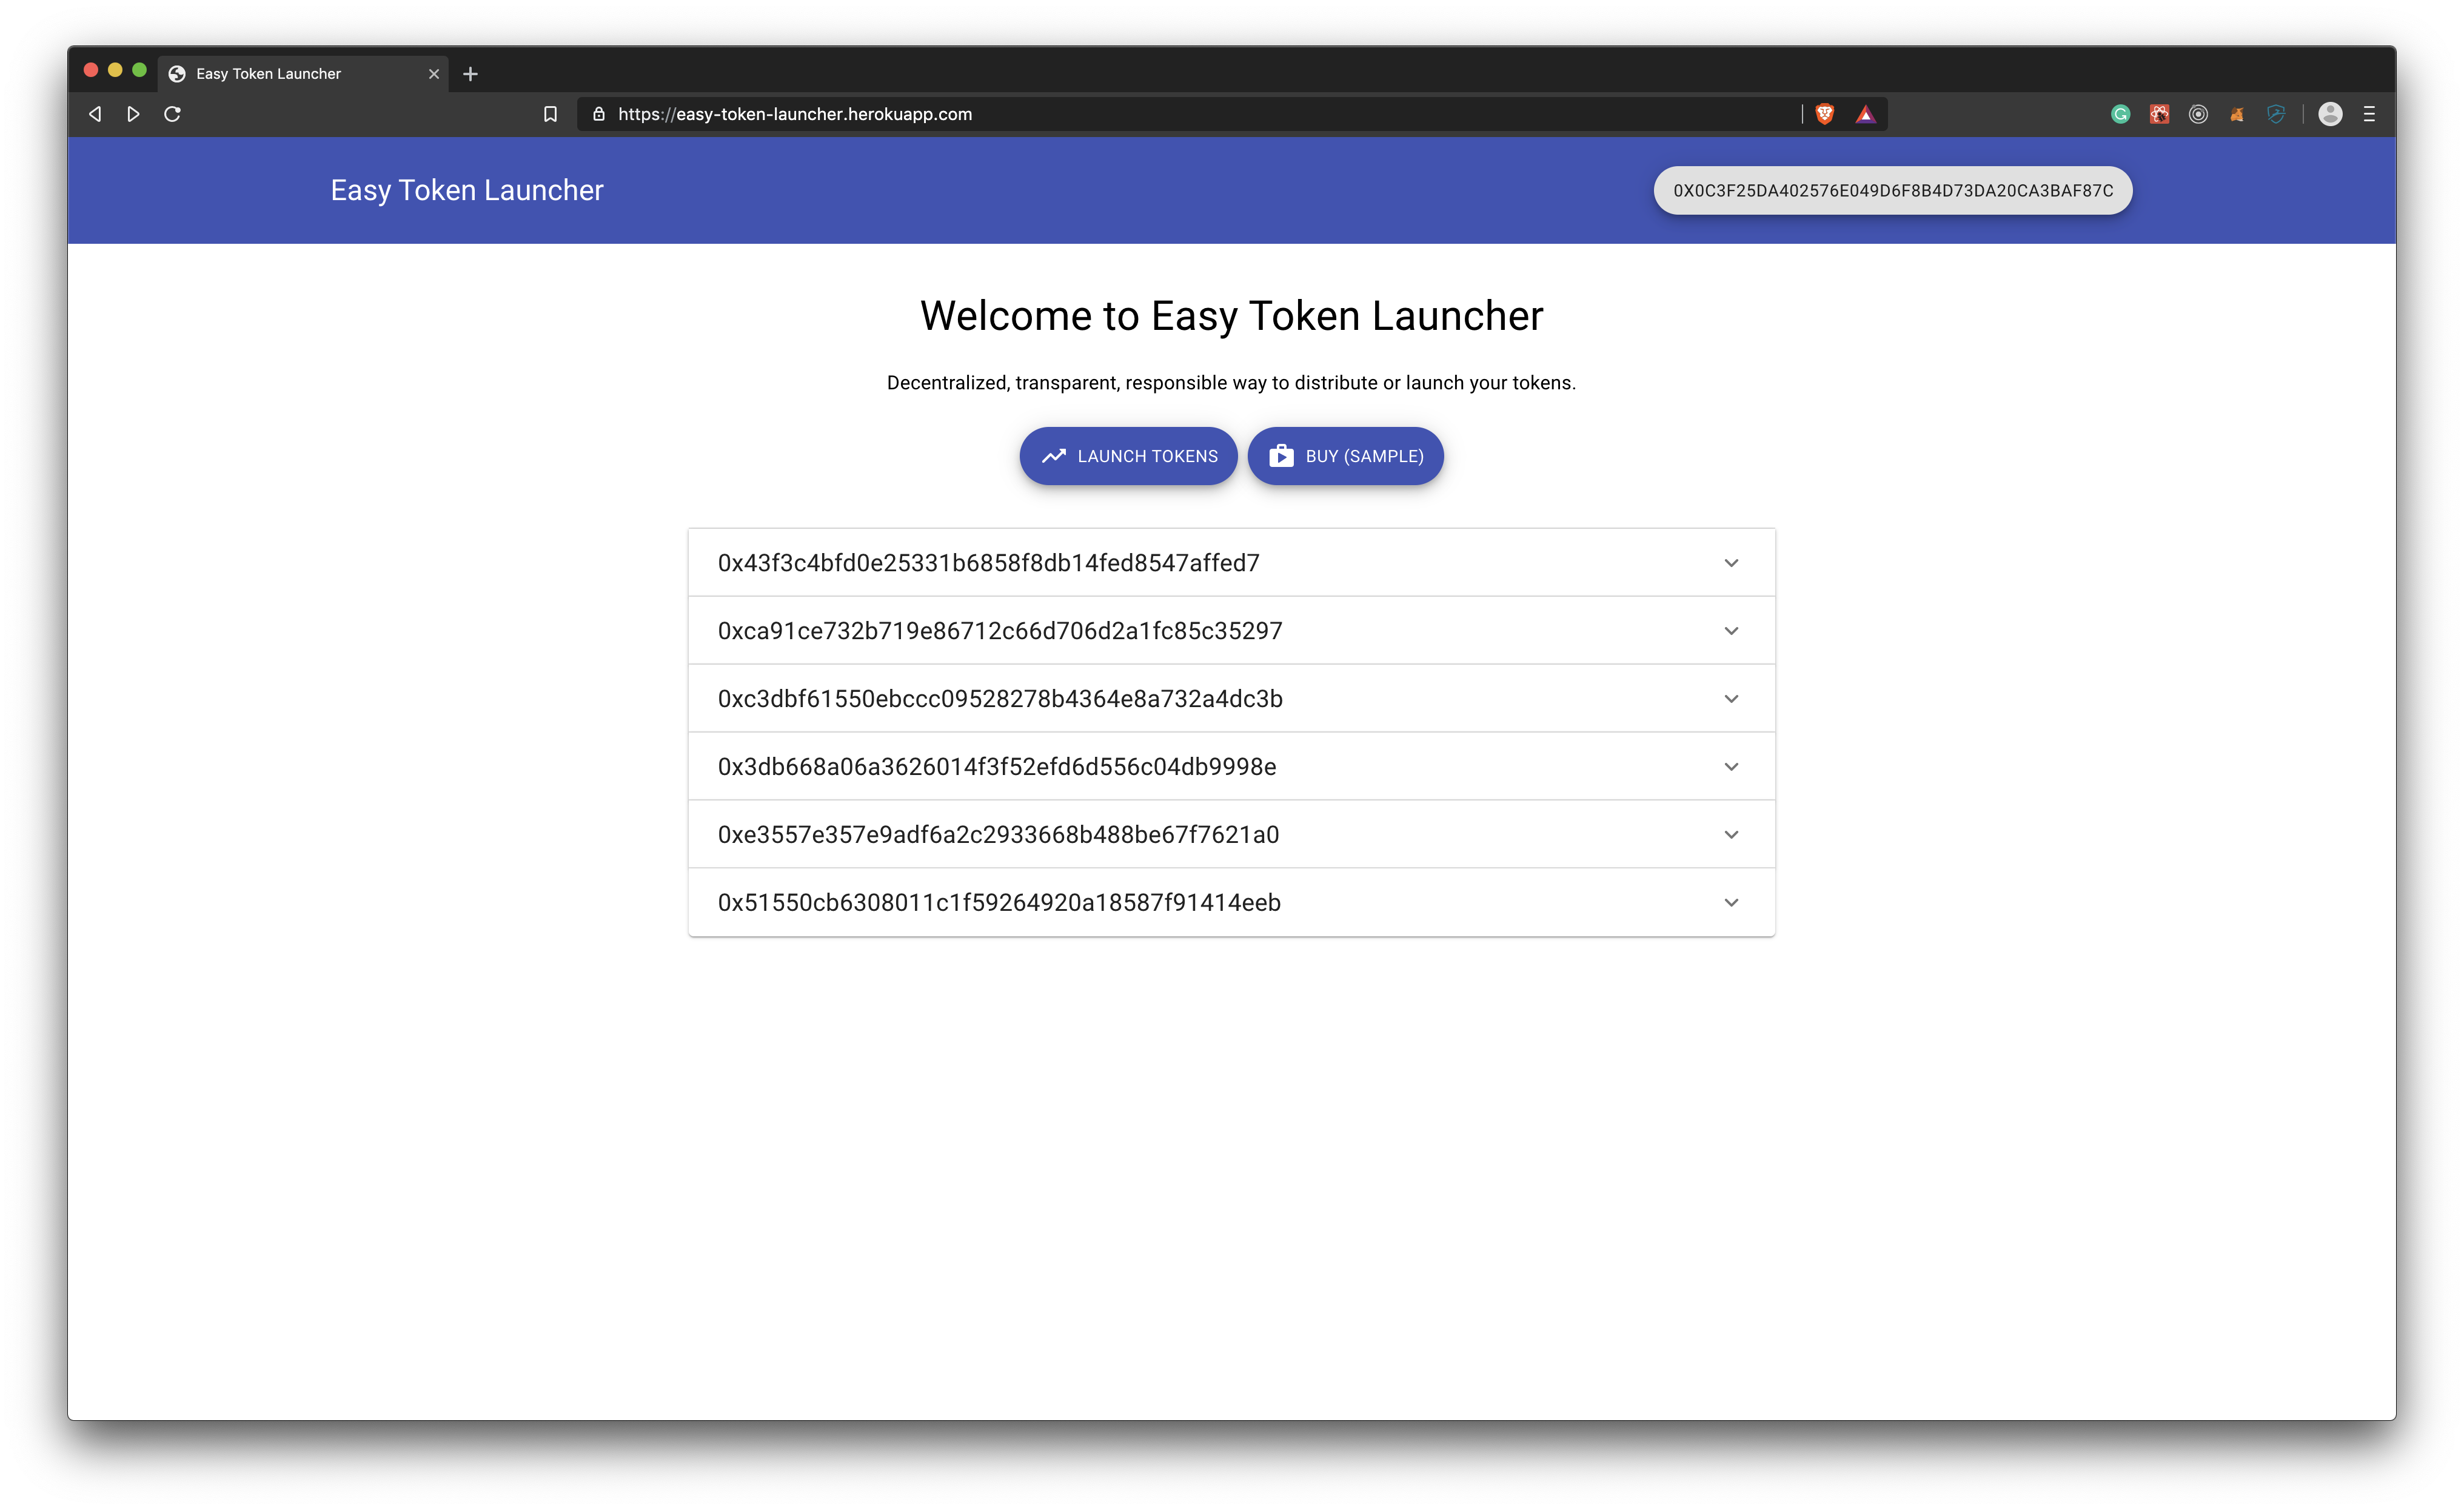 Easy Token Launcher
https://easy-token-launcher.herokuapp.com
Easy Token Launcher
0X0C3F25DA402576E049D6F8B4D73DA20CA3BAF87C
Welcome to Easy Token Launcher
Decentralized, transparent, responsible way to distribute or launch your tokens.
LAUNCH TOKENS
BUY (SAMPLE)
0x43f3c4bfd0e25331b6858f8db14fed8547affed7
0xca91ce732b719e86712c66d706d2a1fc85c35297
0xc3dbf61550ebccc09528278b4364e8a732a4dc3b
0x3db668a06a3626014f3f52efd6d556c04db9998e
0xe3557e357e9adf6a2c2933668b488be67f7621a0
0x51550cb6308011c1f59264920a18587f91414eeb